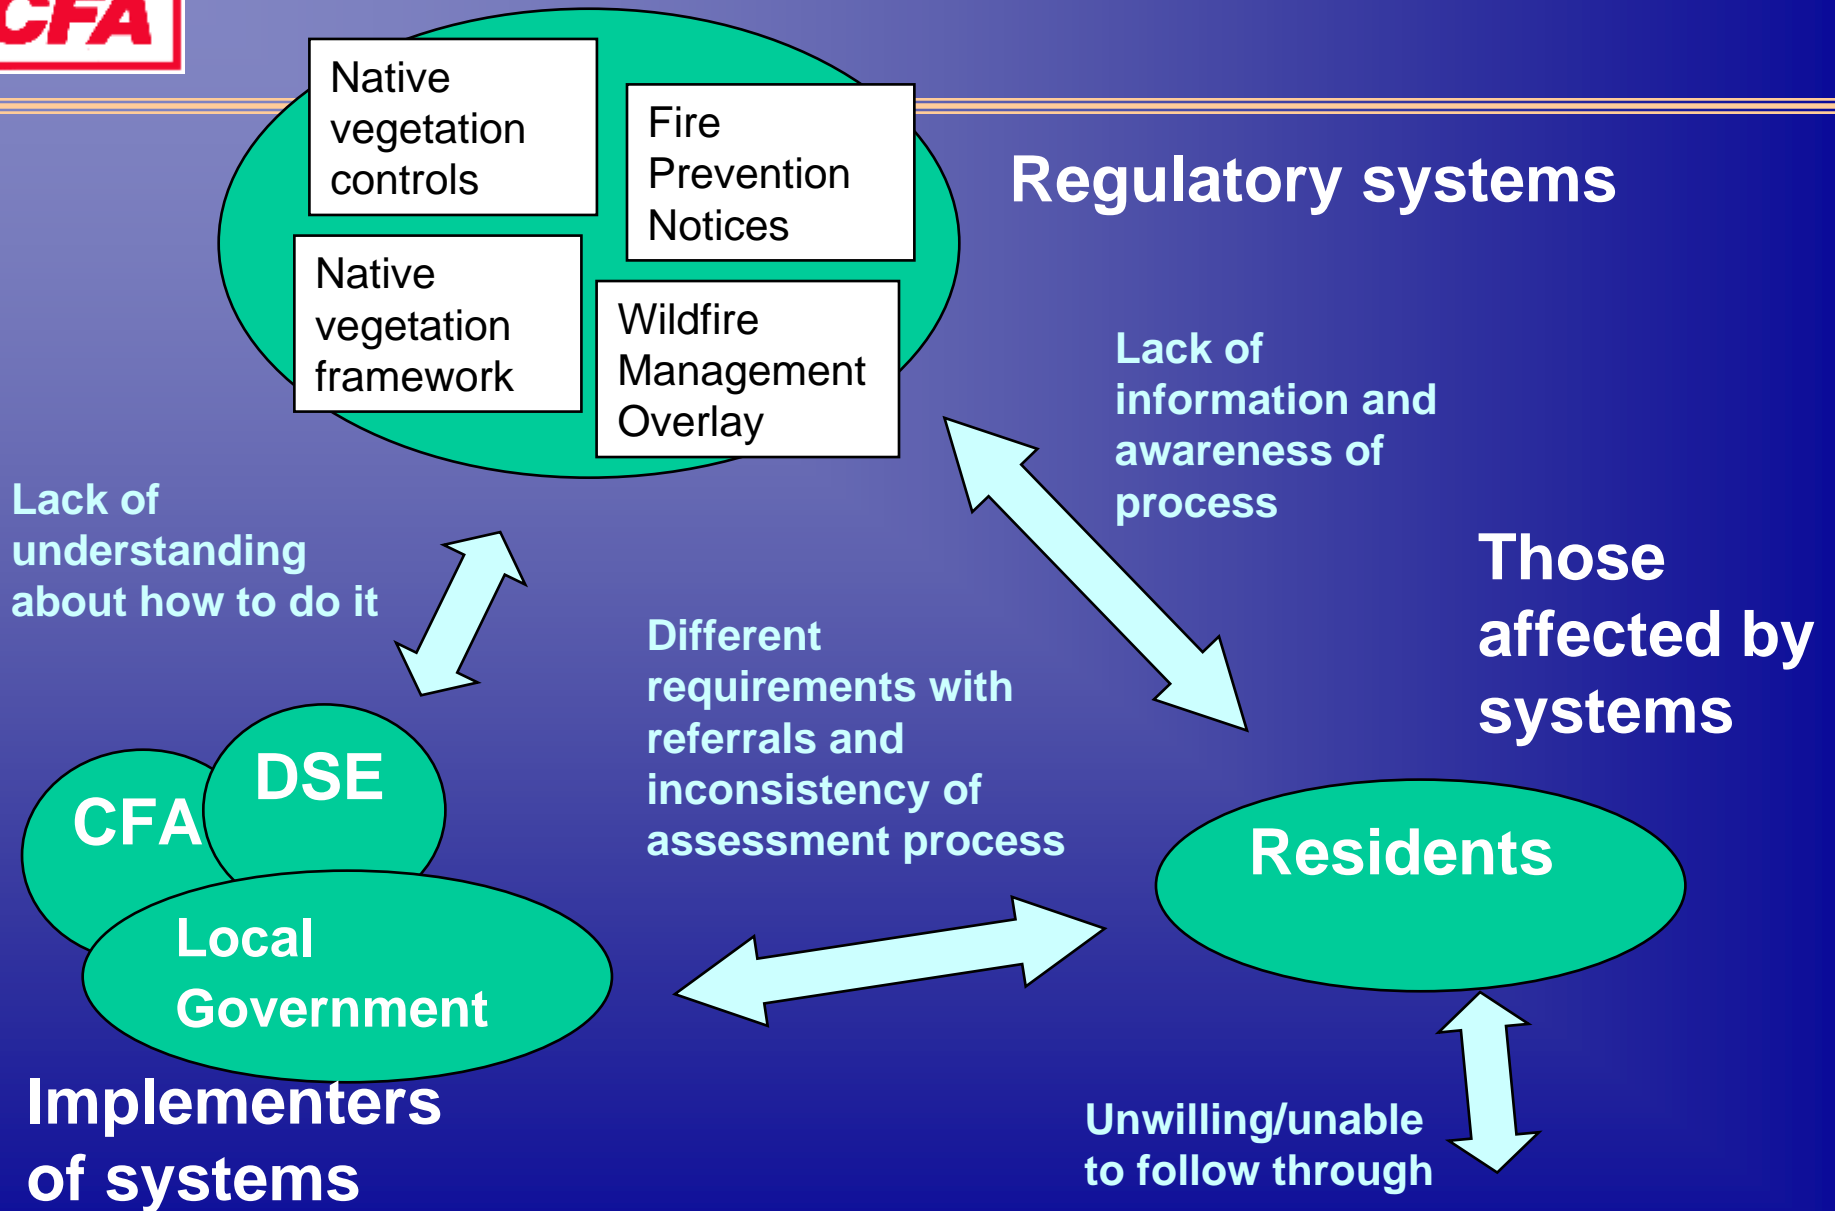 CFA
Native
vegetation
controls
Fire
Prevention
Notices
Native
vegetation
framework
Wildfire
Management
Overlay
Regulatory systems
Lack of
information and
awareness of
process
Lack of
understanding
about how to do it
Those
affected by
systems
Different
requirements with
referrals and
inconsistency of
assessment process
DSE
CFA
Local
Government
Residents
Implementers
of systems
Unwilling/unable
to follow through